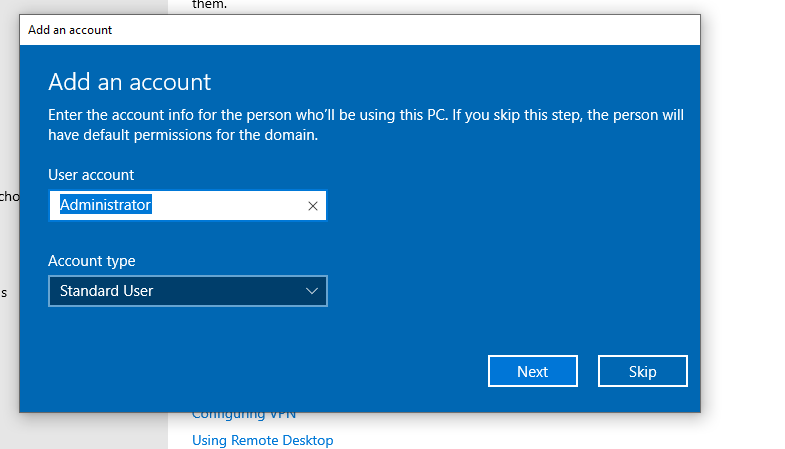 them.
Add an account
Add an account
Enter the account info for the person who'll be using this PC. If you skip this step, the person will
have default permissions for the domain.
User account
cho
Administrator
Account type
s
Standard User
Next
Skip
Configuring VPN
Using Remote Desktop